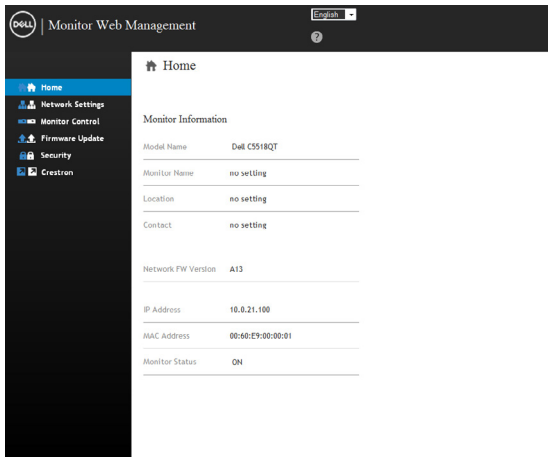 DELL | Monitor Web Management
English
?
Home
Network Settings
Monitor Control
Firmware Update
Security
Crestron
Home
Monitor Information
Model Name Dell C5518QT
Monitor Name no setting
Location no setting
Contact no setting
Network FW Version A13
IP Address 10.0.21.100
MAC Address 00:60:E9:00:00:01
Monitor Status ON